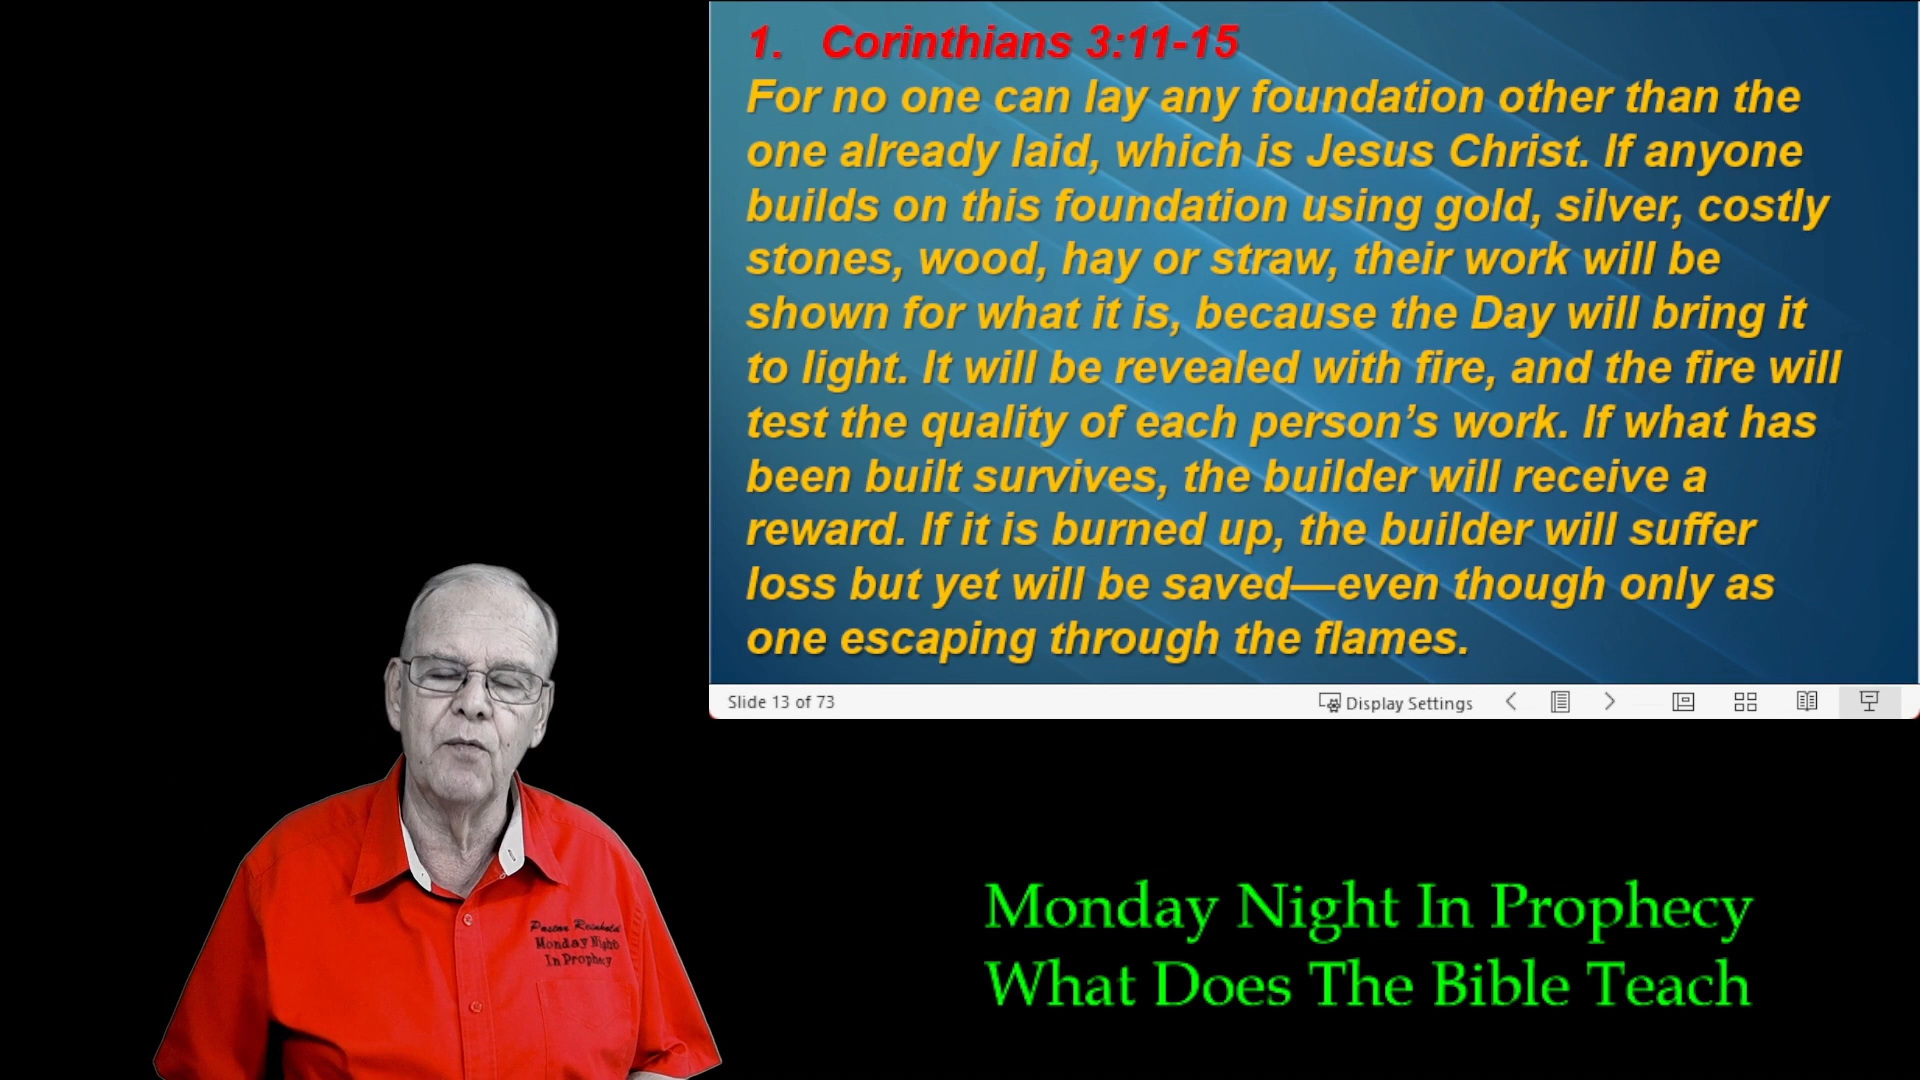 1. Corinthians 3:11-15
For no one can lay any foundation other than the
one already laid, which is Jesus Christ. If anyone
builds on this foundation using gold, silver, costly
stones, wood, hay or straw, their work will be
shown for what it is, because the Day will bring it
to light. It will be revealed with fire, and the fire will
test the quality of each person’s work. If what has
been built survives, the builder will receive a
reward. If it is burned up, the builder will suffer
loss but yet will be saved—even though only as
one escaping through the flames.
Slide 13 of 73
Display Settings
Pastor Reinhold
Monday Night
In Prophecy
Monday Night In Prophecy
What Does The Bible Teach